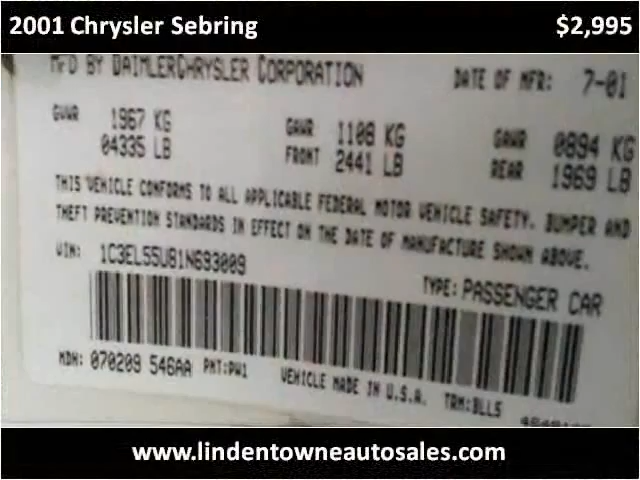 2001 Chrysler Sebring $2,995
MFD BY DAIMLERCHRYSLER CORPORATION DATE OF MFR: 7-01
GVWR 1967 KG GAWR 1108 KG GAWR 0894 KG
04335 LB FRONT 2441 LB REAR 1969 LB
THIS VEHICLE CONFORMS TO ALL APPLICABLE FEDERAL MOTOR VEHICLE SAFETY, BUMPER AND
THEFT PREVENTION STANDARDS IN EFFECT ON THE DATE OF MANUFACTURE SHOWN ABOVE.
VIN: 1C3EL55U81N693009 TYPE: PASSENGER CAR
MDH: 070209 546AA PNT:PW1 VEHICLE MADE IN U.S.A. TRM:BLL5
www.lindentowneautosales.com